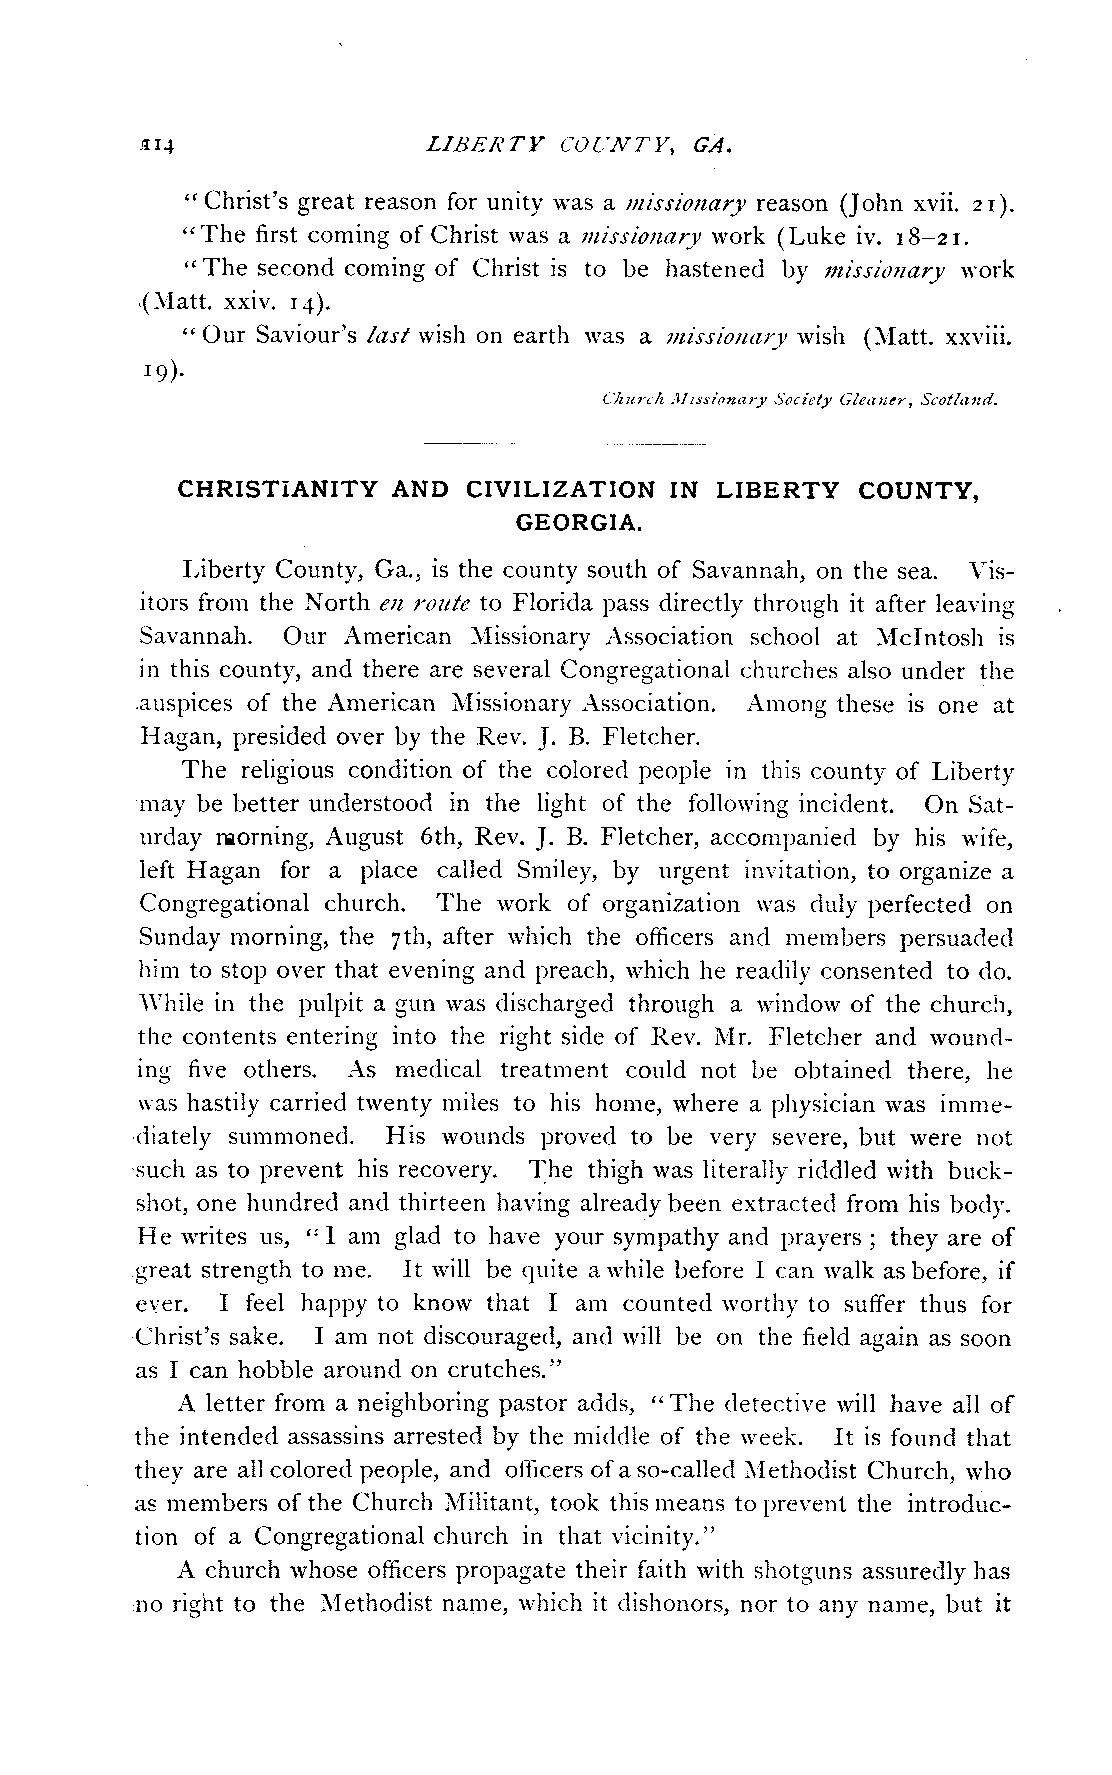 114 LIBERTY COUNTY, GA.
"Christ's great reason for unity was a missionary reason (John xvii. 21).
"The first coming of Christ was a missionary work (Luke iv. 18–21.
"The second coming of Christ is to be hastened by missionary work
(Matt. xxiv. 14).
"Our Saviour's last wish on earth was a missionary wish (Matt. xxviii.
19).
Church Missionary Society Gleaner, Scotland.
CHRISTIANITY AND CIVILIZATION IN LIBERTY COUNTY,
GEORGIA.
Liberty County, Ga., is the county south of Savannah, on the sea. Vis-
itors from the North en route to Florida pass directly through it after leaving
Savannah. Our American Missionary Association school at McIntosh is
in this county, and there are several Congregational churches also under the
auspices of the American Missionary Association. Among these is one at
Hagan, presided over by the Rev. J. B. Fletcher.
The religious condition of the colored people in this county of Liberty
may be better understood in the light of the following incident. On Sat-
urday morning, August 6th, Rev. J. B. Fletcher, accompanied by his wife,
left Hagan for a place called Smiley, by urgent invitation, to organize a
Congregational church. The work of organization was duly perfected on
Sunday morning, the 7th, after which the officers and members persuaded
him to stop over that evening and preach, which he readily consented to do.
While in the pulpit a gun was discharged through a window of the church,
the contents entering into the right side of Rev. Mr. Fletcher and wound-
ing five others. As medical treatment could not be obtained there, he
was hastily carried twenty miles to his home, where a physician was imme-
diately summoned. His wounds proved to be very severe, but were not
such as to prevent his recovery. The thigh was literally riddled with buck-
shot, one hundred and thirteen having already been extracted from his body.
He writes us, "I am glad to have your sympathy and prayers; they are of
great strength to me. It will be quite a while before I can walk as before, if
ever. I feel happy to know that I am counted worthy to suffer thus for
Christ's sake. I am not discouraged, and will be on the field again as soon
as I can hobble around on crutches."
A letter from a neighboring pastor adds, "The detective will have all of
the intended assassins arrested by the middle of the week. It is found that
they are all colored people, and officers of a so-called Methodist Church, who
as members of the Church Militant, took this means to prevent the introduc-
tion of a Congregational church in that vicinity."
A church whose officers propagate their faith with shotguns assuredly has
no right to the Methodist name, which it dishonors, nor to any name, but it